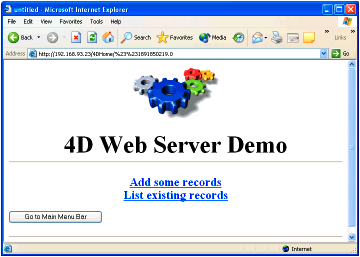 untitled - Microsoft Internet Explorer
File Edit View Favorites Tools Help
Back Search Favorites Media Links
Address http://192.168.93.23/4DHome/%23%231891850219.0 Go
4D Web Server Demo
Add some records
List existing records
Go to Main Menu Bar
Internet